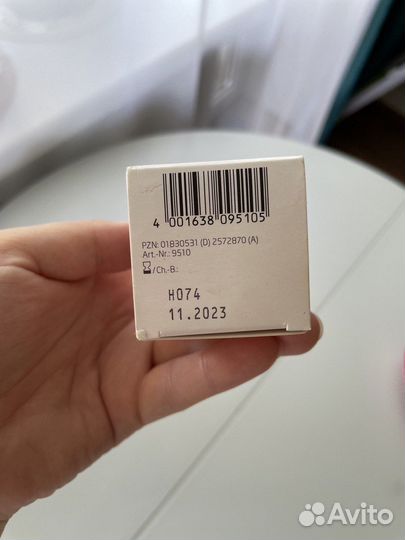 4 001638 095105
PZN: 01830531 (D) 2572870 (A)
Art.-Nr.: 9510
/Ch.-B.:
H074
11.2023
Avito